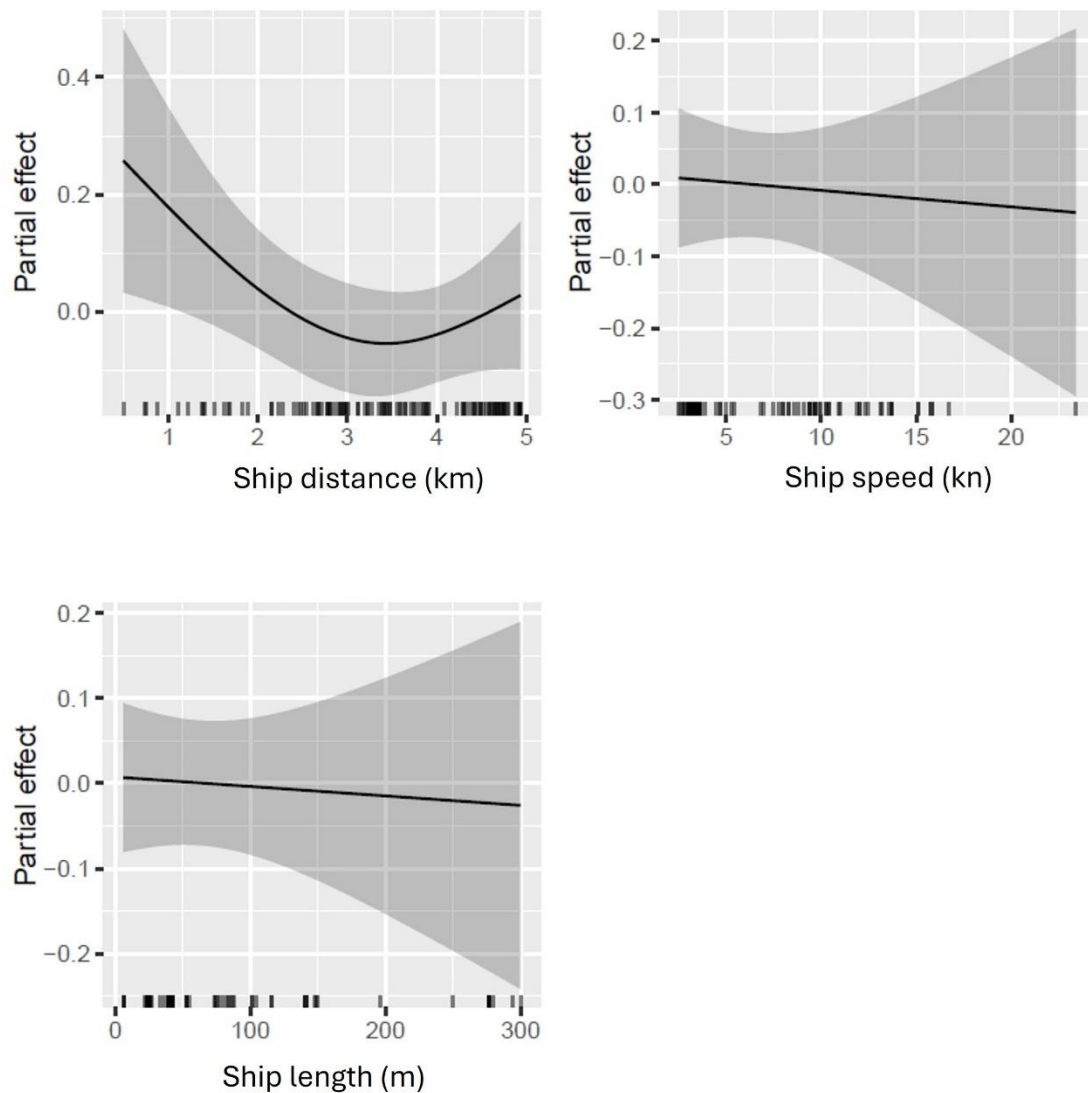 Partial effect
0.4
0.2
0.0
1 2 3 4 5
Ship distance (km)
Partial effect
0.2
0.1
0.0
−0.1
−0.2
−0.3
5 10 15 20
Ship speed (kn)
Partial effect
0.2
0.1
0.0
−0.1
−0.2
0 100 200 300
Ship length (m)